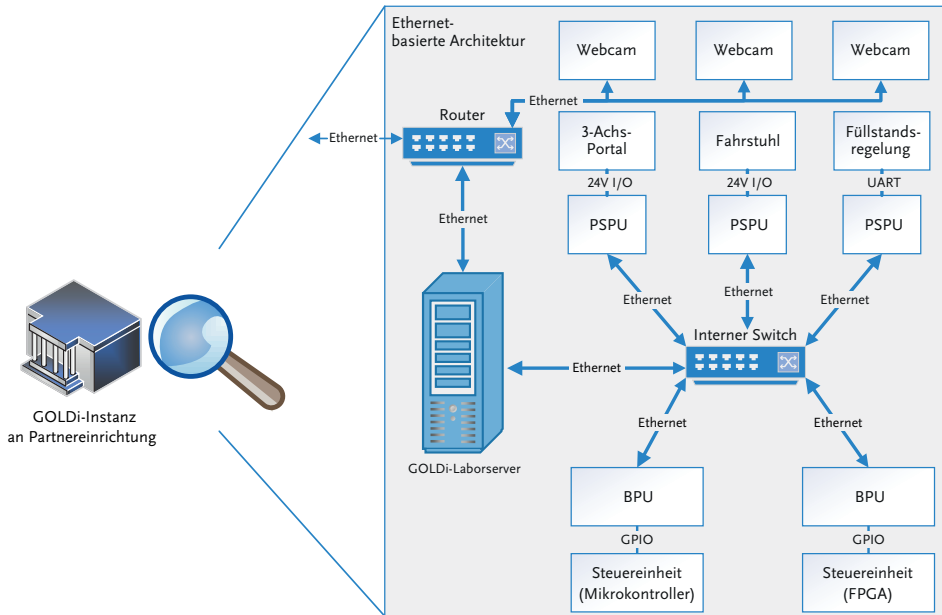 Ethernet-
basierte Architektur
Webcam
Webcam
Webcam
Ethernet
Router
Ethernet
3-Achs-
Portal
Fahrstuhl
Füllstands-
regelung
24V I/O
24V I/O
UART
Ethernet
PSPU
PSPU
PSPU
Ethernet
Ethernet
Ethernet
Interner Switch
Ethernet
GOLDi-Instanz
an Partnereinrichtung
Ethernet
Ethernet
GOLDi-Laborserver
BPU
BPU
GPIO
GPIO
Steuereinheit
(Mikrokontroller)
Steuereinheit
(FPGA)